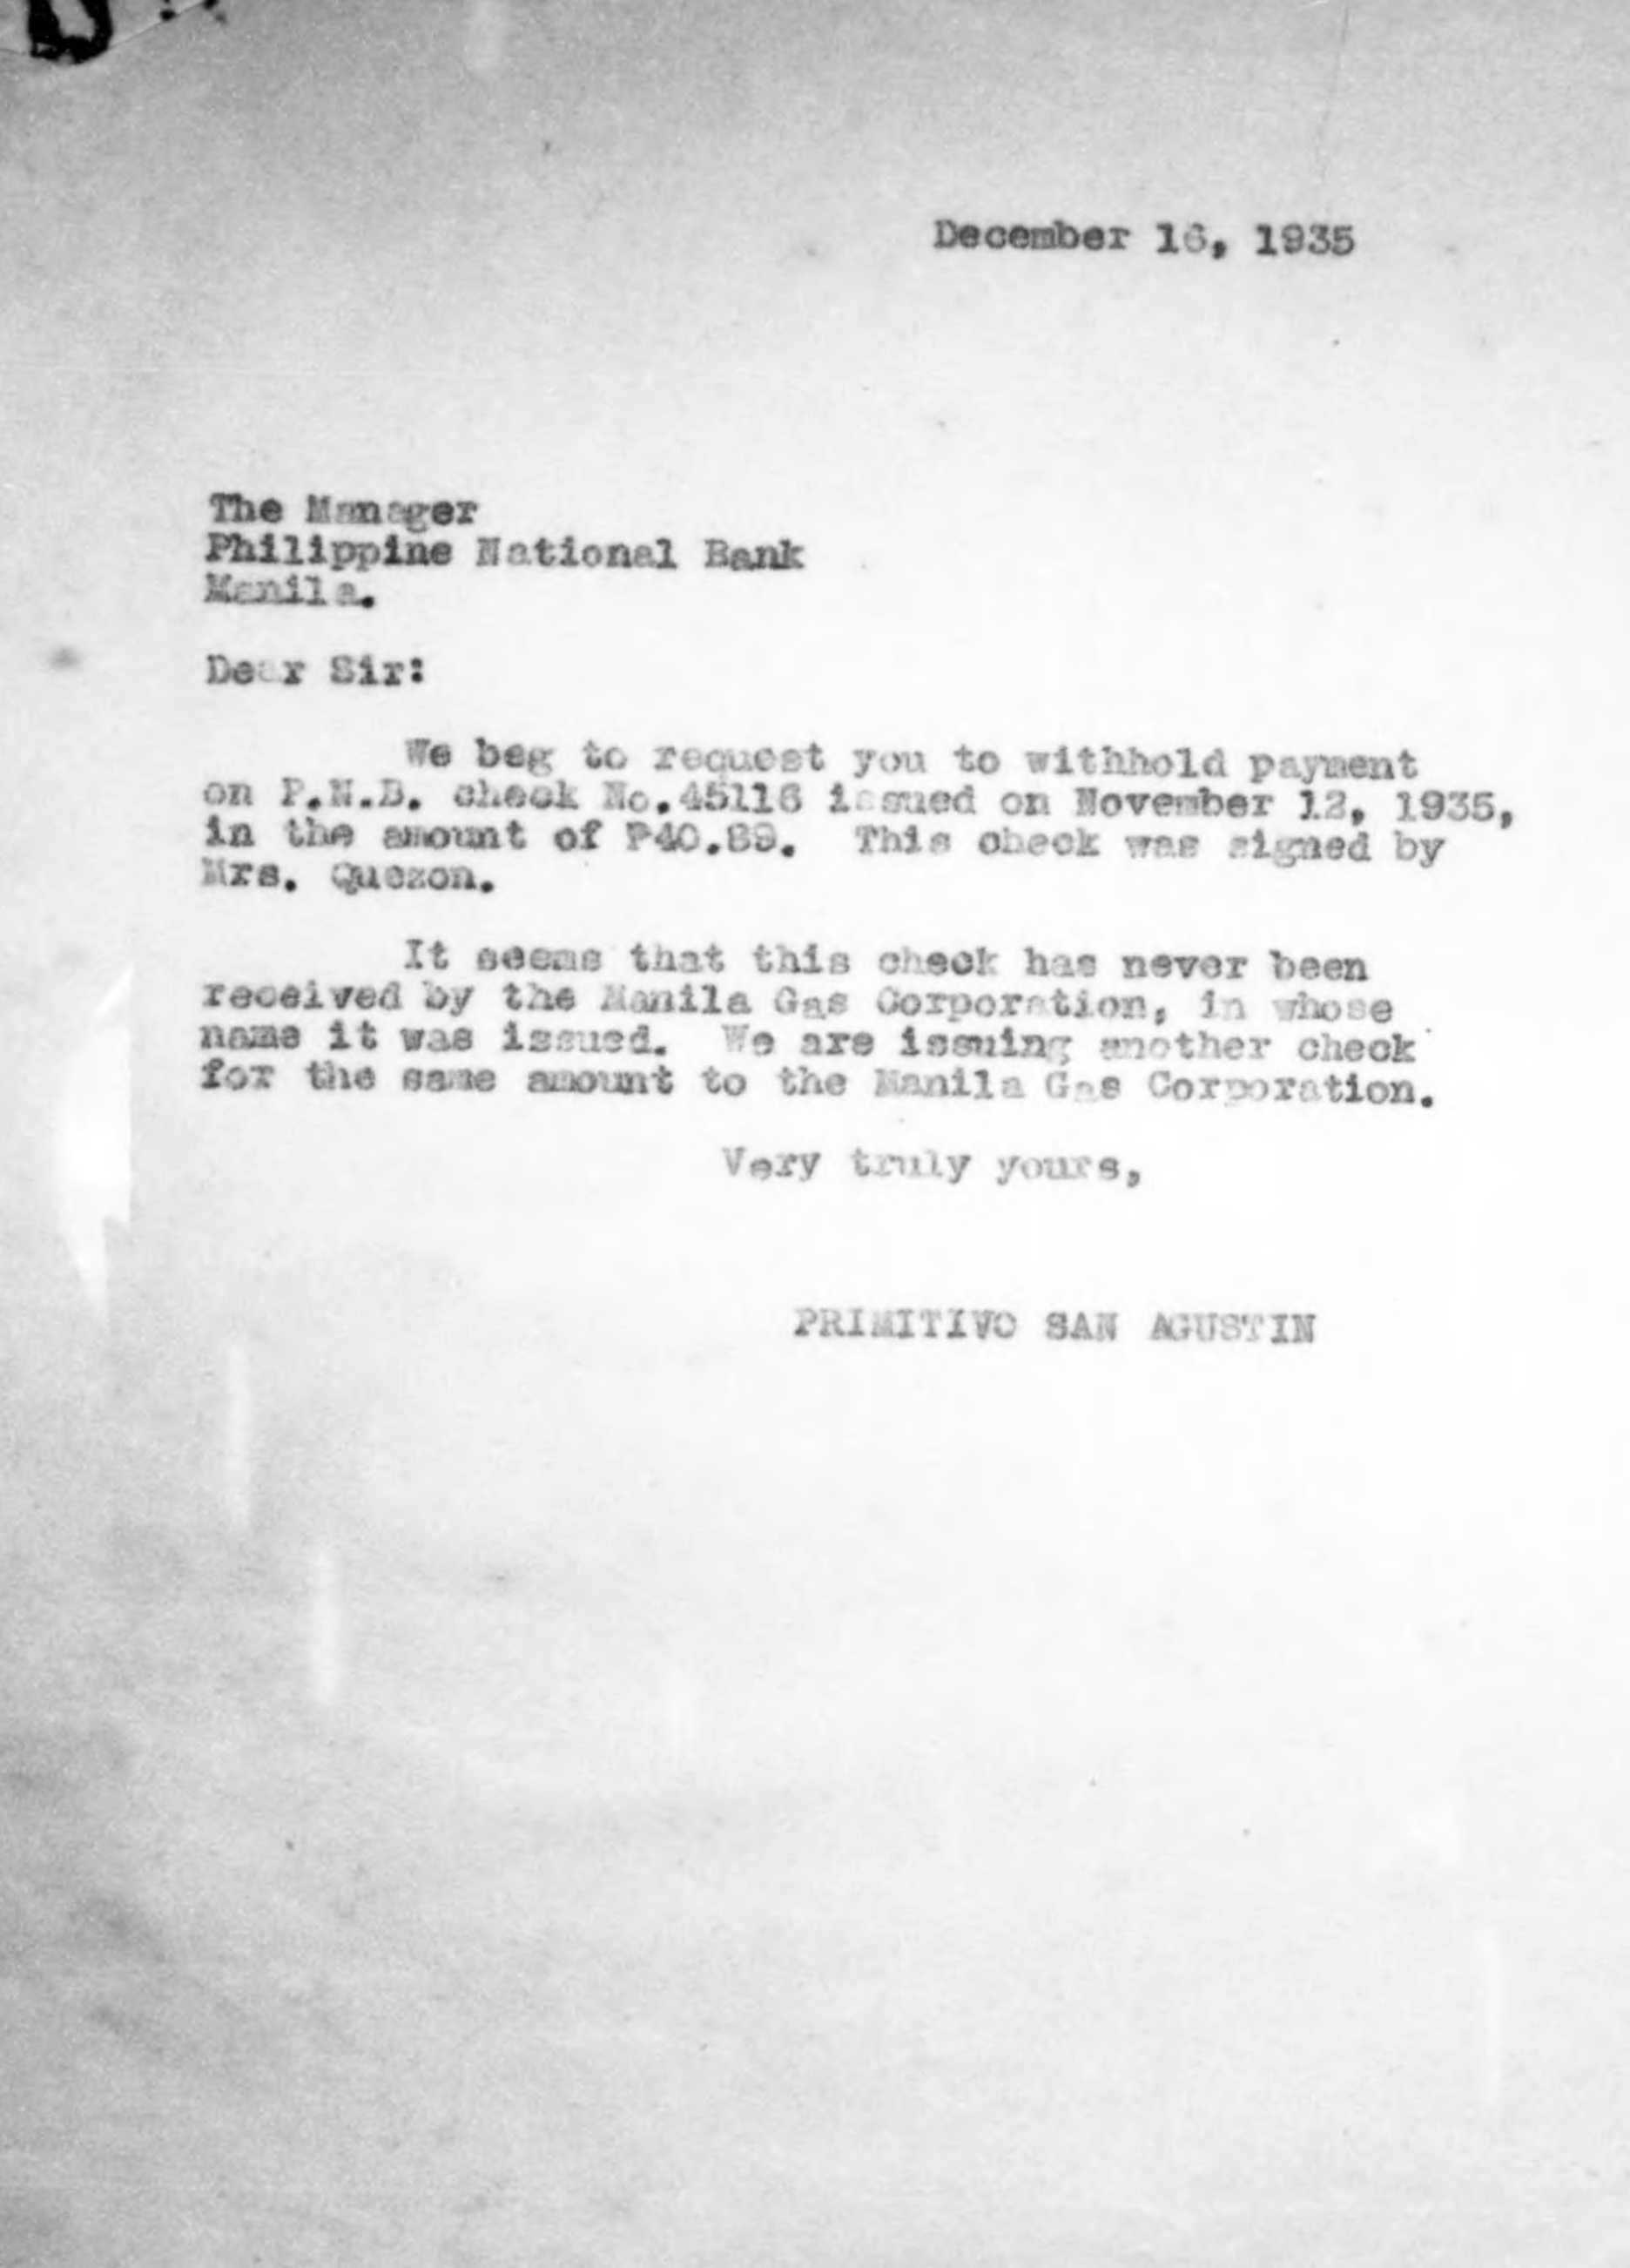 December 16, 1935
The Manager
Philippine National Bank
Manila.
Dear Sir:
We beg to request you to withhold payment
on P.N.B. check No.45116 issued on November 12, 1935,
in the amount of ₱40.89. This check was signed by
Mrs. Quezon.
It seems that this check has never been
received by the Manila Gas Corporation, in whose
name it was issued. We are issuing another check
for the same amount to the Manila Gas Corporation.
Very truly yours,
PRIMITIVO SAN AGUSTIN